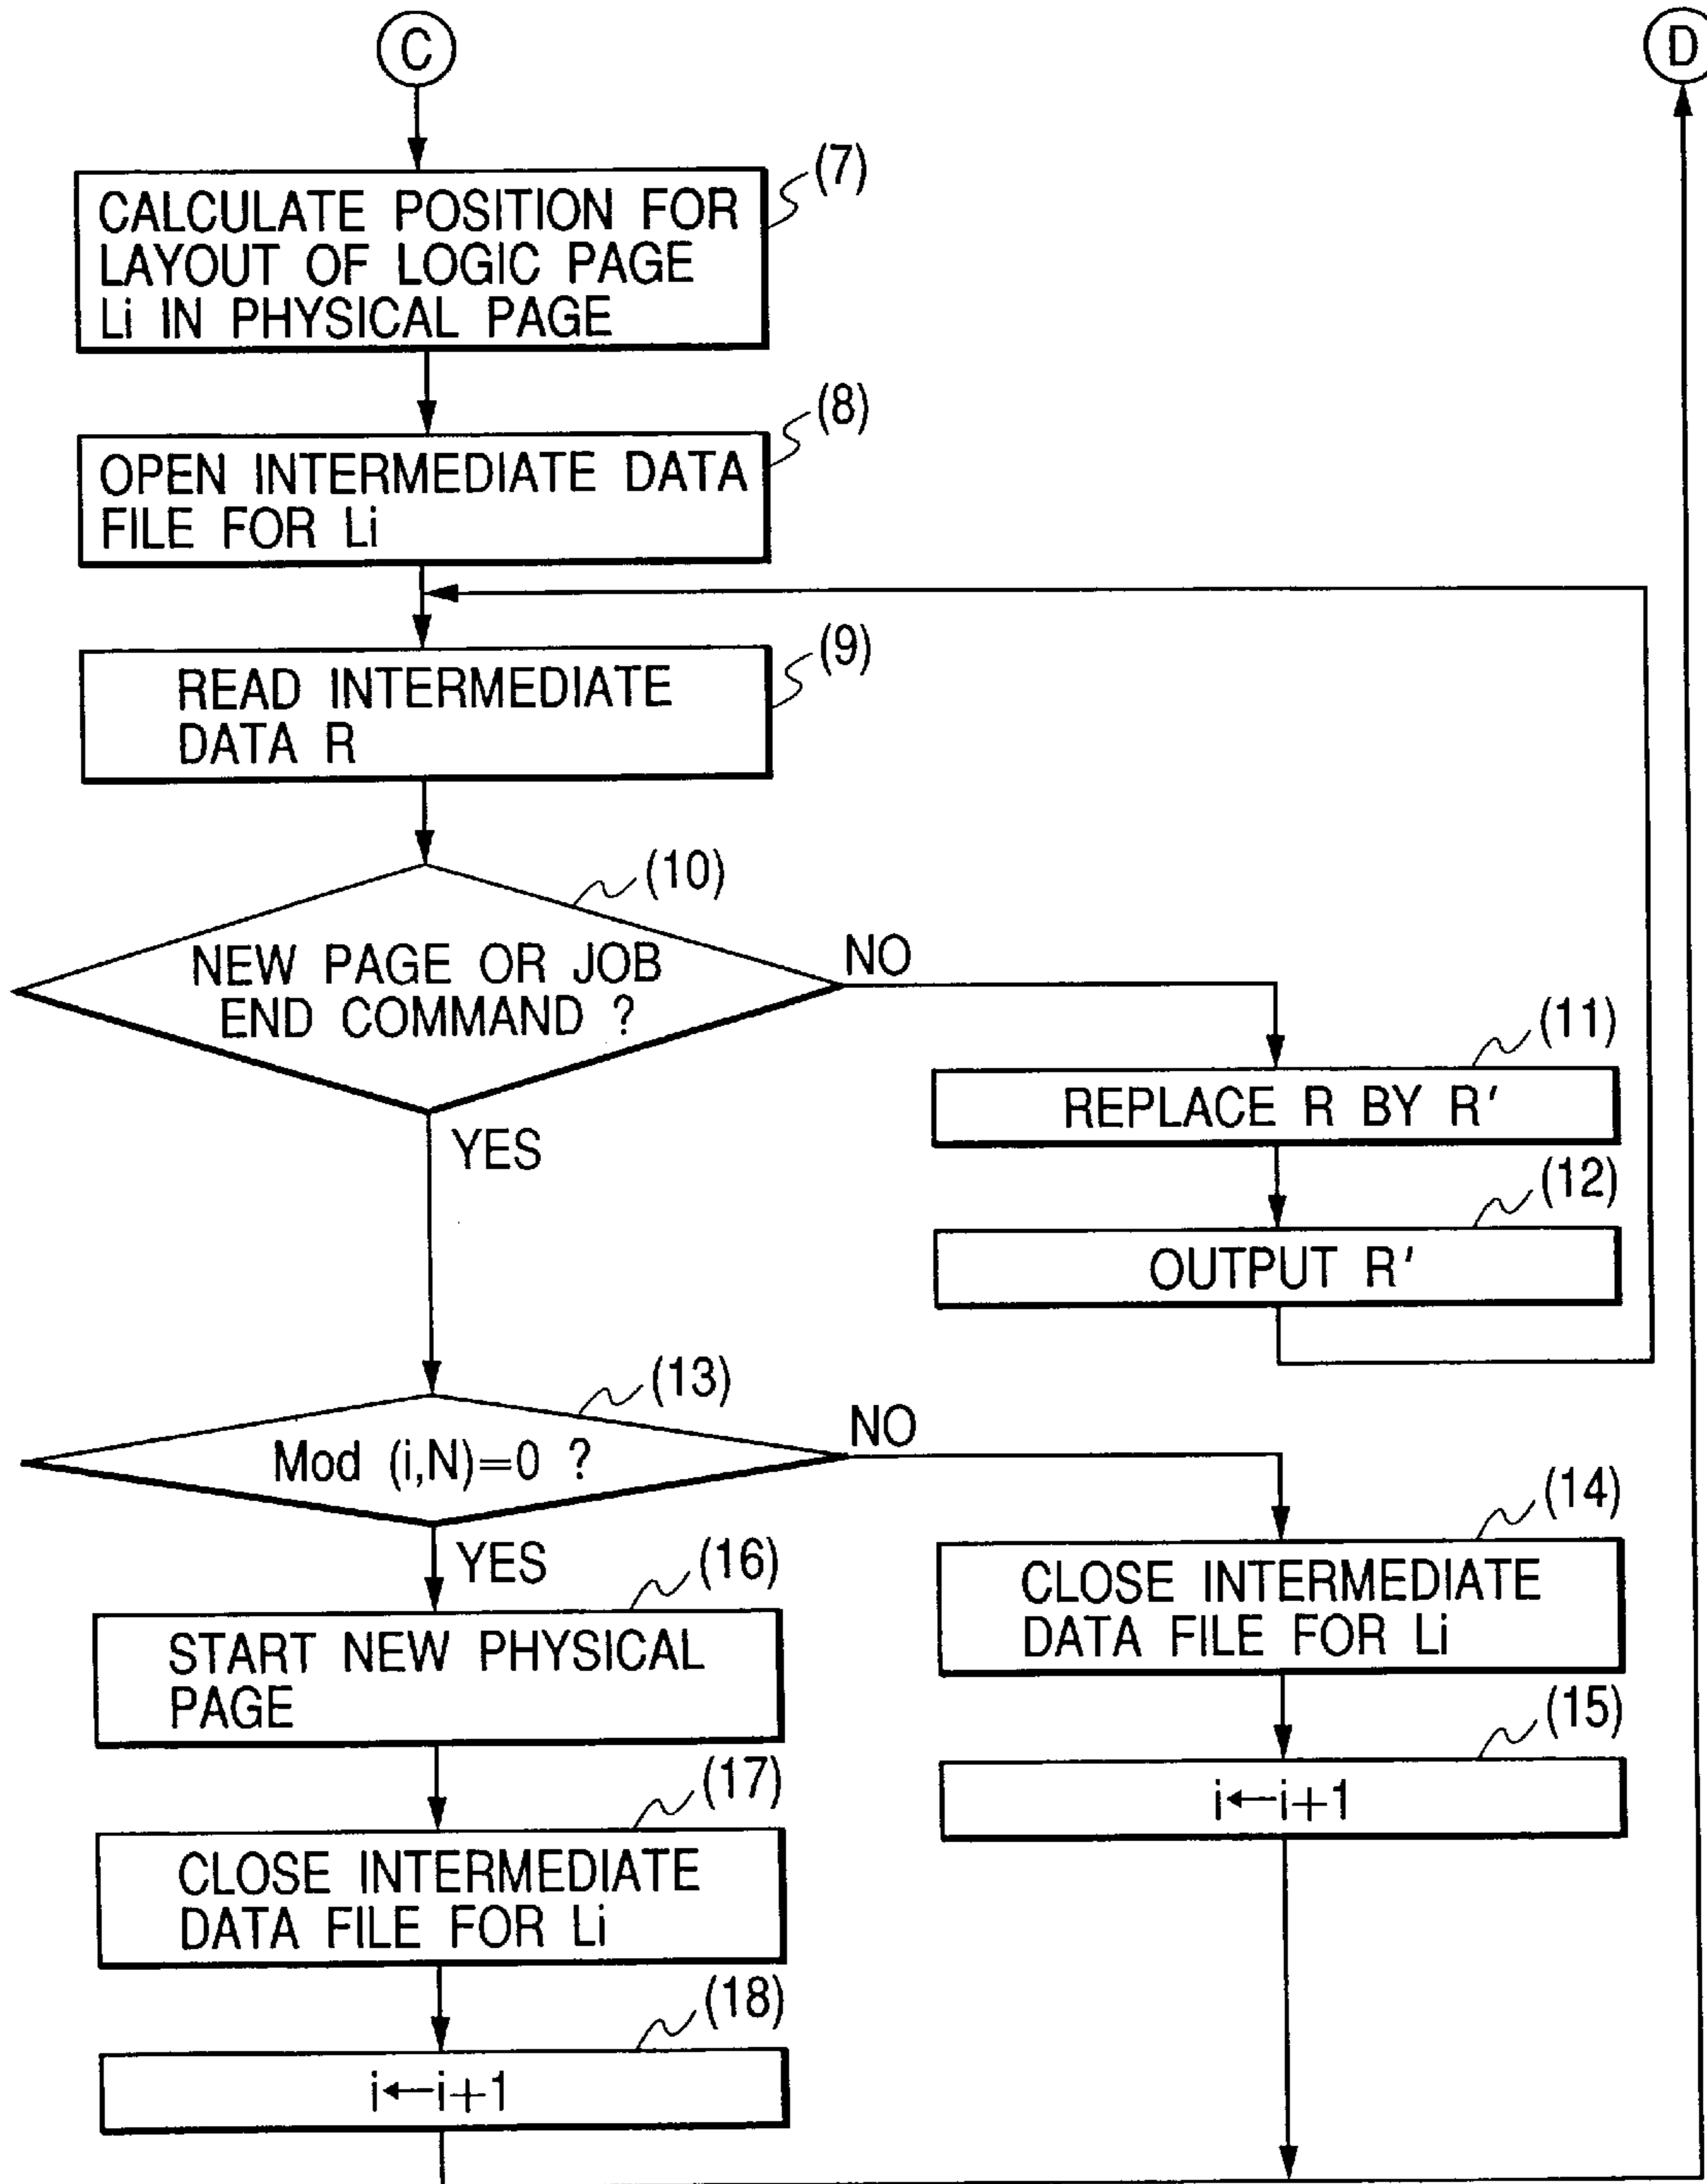 C
D
(7)
CALCULATE POSITION FOR
LAYOUT OF LOGIC PAGE
Li IN PHYSICAL PAGE
(8)
OPEN INTERMEDIATE DATA
FILE FOR Li
(9)
READ INTERMEDIATE
DATA R
(10)
NEW PAGE OR JOB
END COMMAND ?
NO
YES
(11)
REPLACE R BY R'
(12)
OUTPUT R'
(13)
Mod (i,N)=0 ?
NO
YES
(14)
CLOSE INTERMEDIATE
DATA FILE FOR Li
(15)
i←i+1
(16)
START NEW PHYSICAL
PAGE
(17)
CLOSE INTERMEDIATE
DATA FILE FOR Li
(18)
i←i+1